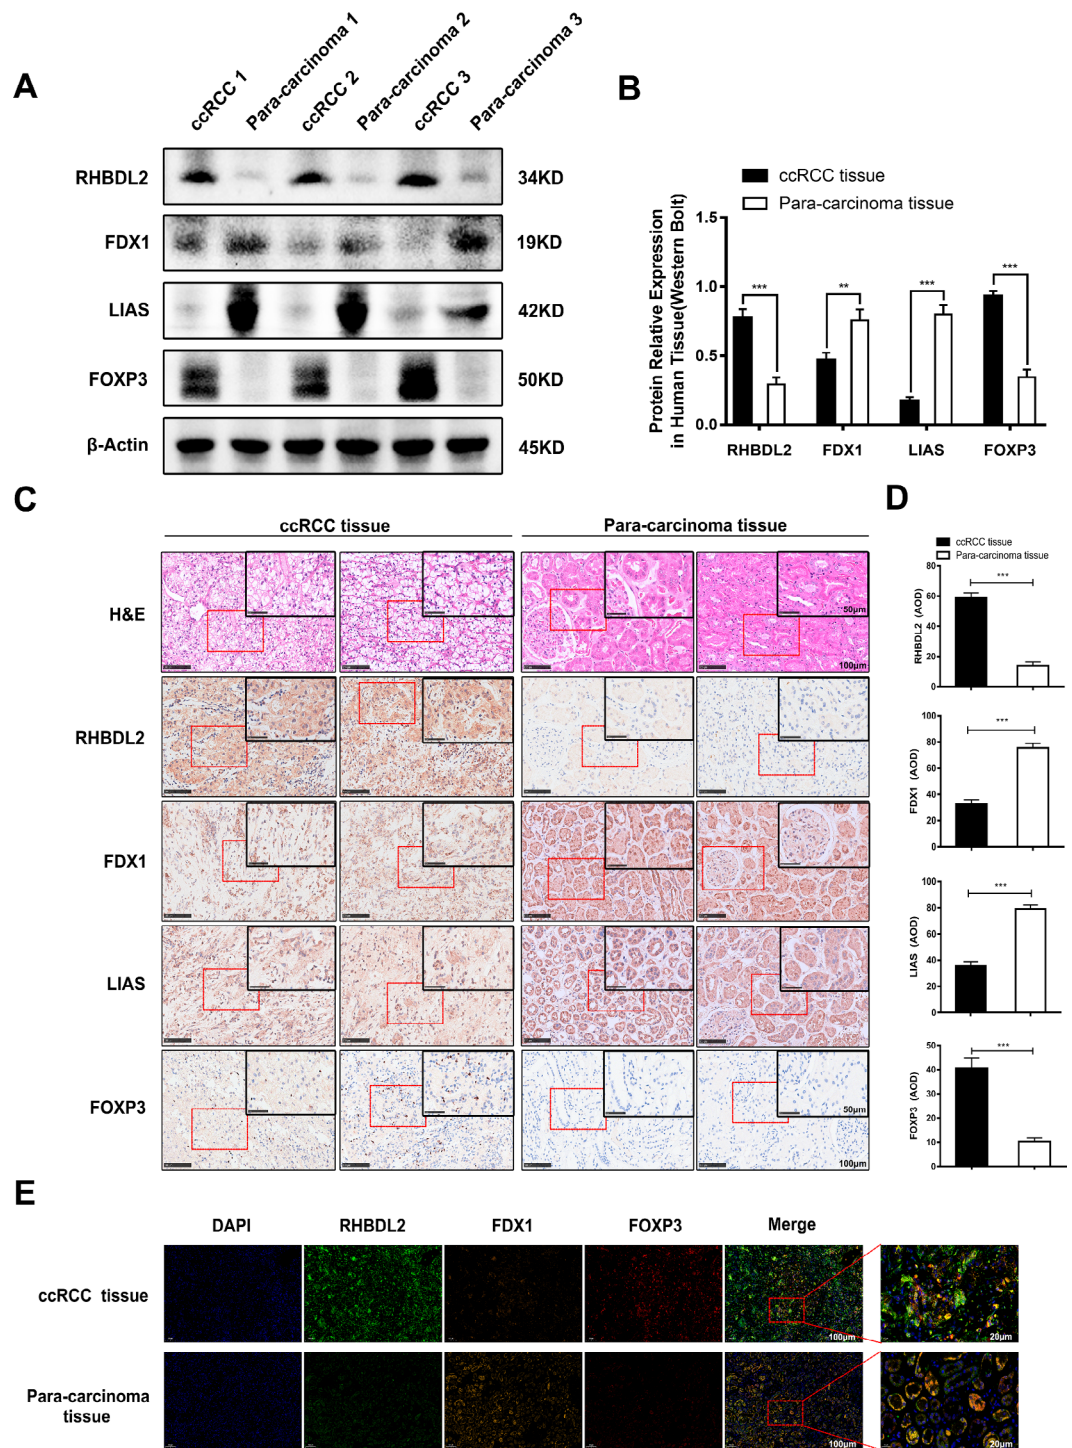 A
ccRCC 1
Para-carcinoma 1
ccRCC 2
Para-carcinoma 2
ccRCC 3
Para-carcinoma 3
RHBDL2
34KD
FDX1
19KD
LIAS
42KD
FOXP3
50KD
β-Actin
45KD
B
ccRCC tissue
Para-carcinoma tissue
Protein Relative Expression
in Human Tissue(Western Bolt)
1.5
1.0
0.5
0.0
***
**
***
***
RHBDL2
FDX1
LIAS
FOXP3
C
ccRCC tissue
Para-carcinoma tissue
H&E
50μm
100μm
RHBDL2
FDX1
LIAS
FOXP3
50μm
100μm
D
ccRCC tissue
Para-carcinoma tissue
RHBDL2 (AOD)
80
60
40
20
0
***
FDX1 (AOD)
100
80
60
40
20
0
***
LIAS (AOD)
100
80
60
40
20
0
***
FOXP3 (AOD)
50
40
30
20
10
0
***
E
DAPI
RHBDL2
FDX1
FOXP3
Merge
ccRCC tissue
100μm
20μm
Para-carcinoma
tissue
100μm
20μm